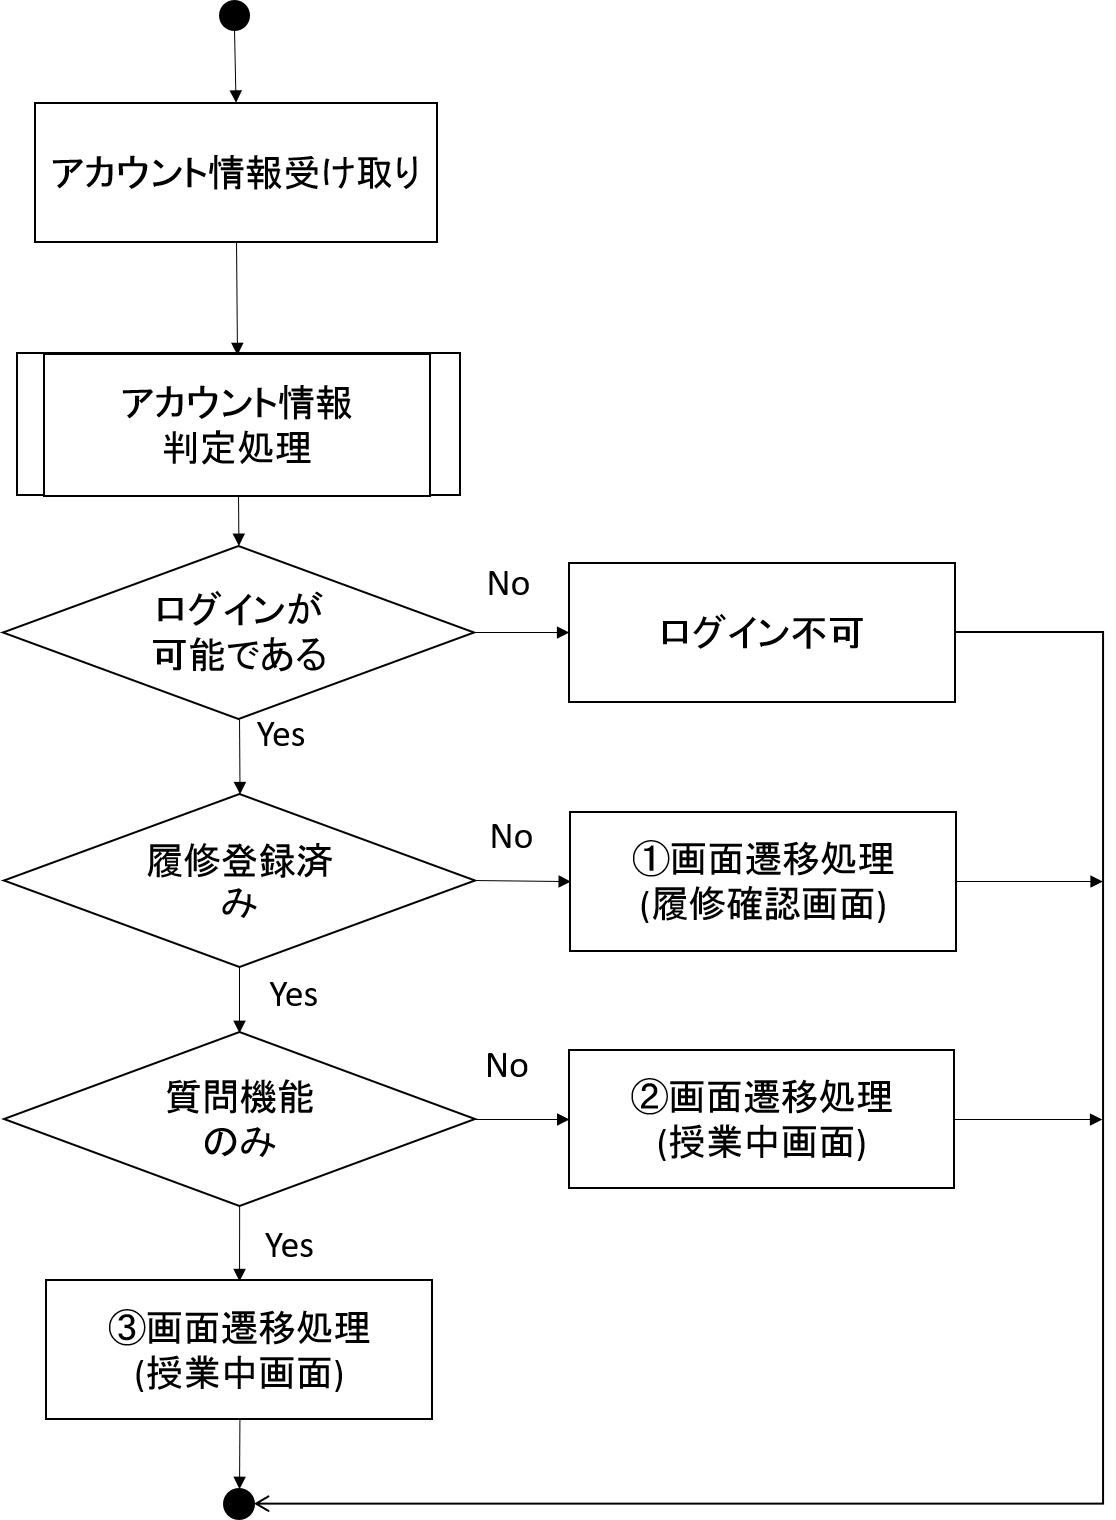 アカウント情報受け取り
アカウント情報
判定処理
ログインが
可能である
No
ログイン不可
Yes
履修登録済
み
No
①画面遷移処理
(履修確認画面)
Yes
質問機能
のみ
No
②画面遷移処理
(授業中画面)
Yes
③画面遷移処理
(授業中画面)